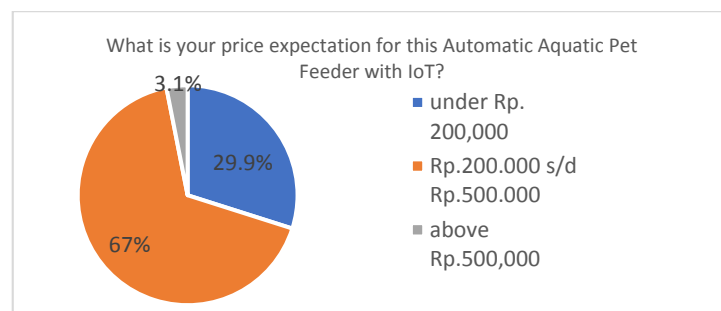 What is your price expectation for this Automatic Aquatic Pet
Feeder with IoT?
3.1%
29.9%
67%
under Rp.
200,000
Rp.200.000 s/d
Rp.500.000
above
Rp.500,000